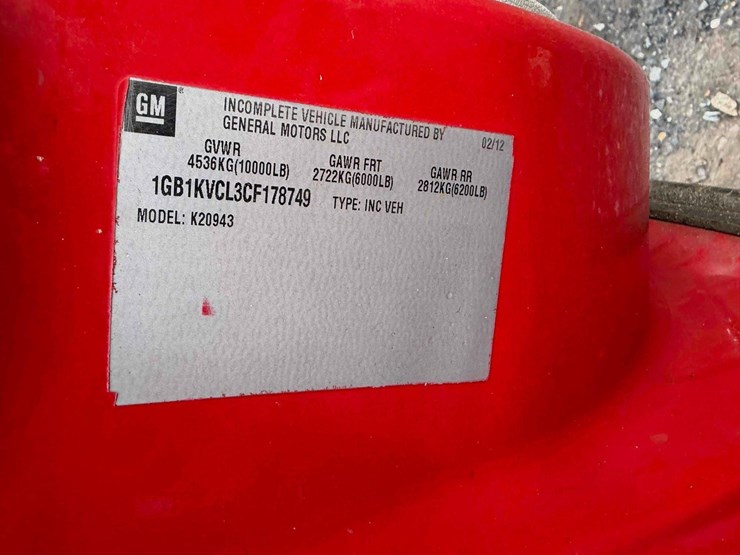 GM®
INCOMPLETE VEHICLE MANUFACTURED BY
GENERAL MOTORS LLC
02/12
GVWR
4536KG(10000LB)
GAWR FRT
2722KG(6000LB)
GAWR RR
2812KG(6200LB)
1GB1KVCL3CF178749
TYPE: INC VEH
MODEL: K20943